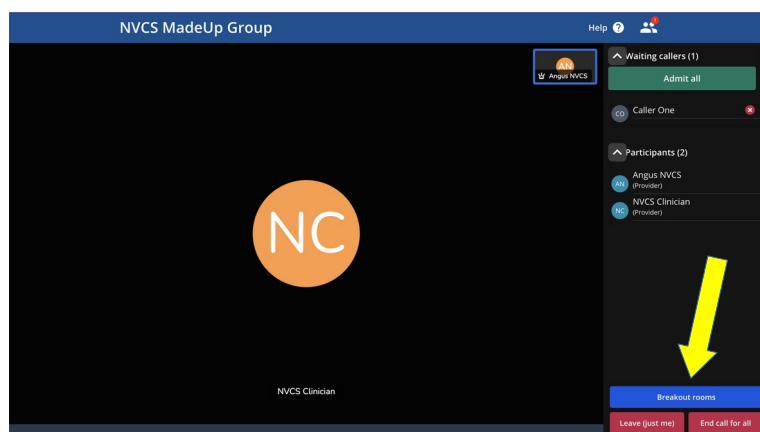 NVCS MadeUp Group
Help ?
AN
Angus NVCS
Waiting callers (1)
Admit all
CO Caller One
Participants (2)
AN Angus NVCS
(Provider)
NC NVCS Clinician
(Provider)
NC
NVCS Clinician
Breakout rooms
Leave (just me) End call for all